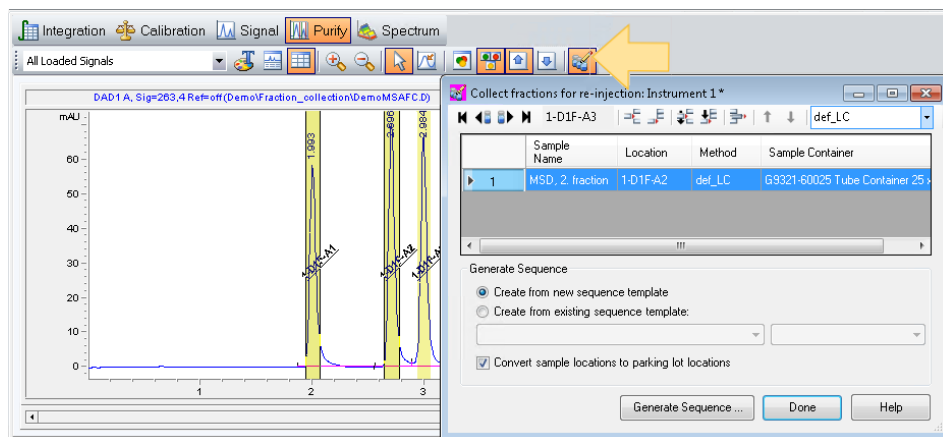 Integration Calibration Signal Purify Spectrum
All Loaded Signals
DAD1 A, Sig=263,4 Ref=off (Demo\Fraction_collection\DemoMSAFC.D)
mAU
60
50
40
30
20
10
0
1.993
2.696
2.984
1-D1F-A1
1-D1F-A2
1 2 3
Collect fractions for re-injection: Instrument 1 *
1-D1F-A3 def_LC
Sample Name Location Method Sample Container
1 MSD, 2. fraction 1-D1F-A2 def_LC G9321-60025 Tube Container 25
Generate Sequence
Create from new sequence template
Create from existing sequence template:
Convert sample locations to parking lot locations
Generate Sequence ... Done Help